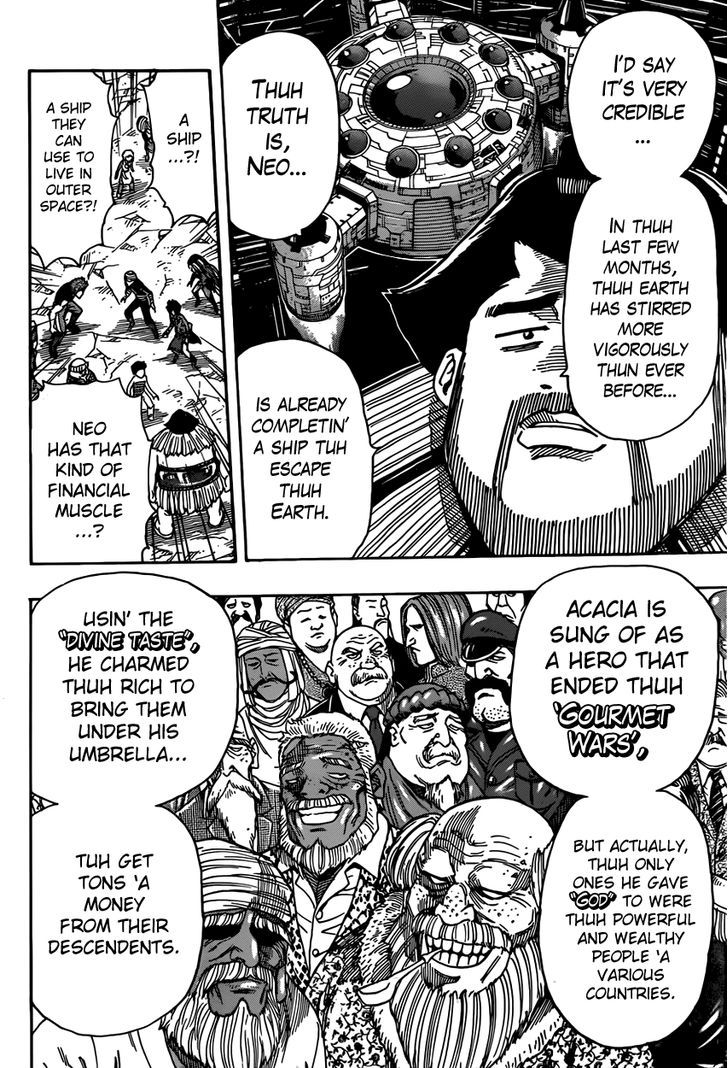 I'D SAY
IT'S VERY
CREDIBLE
...
IN THUH
LAST FEW
MONTHS,
THUH EARTH
HAS STIRRED
MORE
VIGOROUSLY
THUN EVER
BEFORE...
THUH
TRUTH
IS,
NEO...
IS ALREADY
COMPLETIN'
A SHIP TUH
ESCAPE
THUH
EARTH.
A
SHIP
...?!
A SHIP
THEY
CAN
USE TO
LIVE IN
OUTER
SPACE?!
NEO
HAS THAT
KIND OF
FINANCIAL
MUSCLE
...?
ACACIA IS
SUNG OF AS
A HERO THAT
ENDED THUH
'GOURMET
WARS',
BUT ACTUALLY,
THUH ONLY
ONES HE GAVE
"GOD" TO WERE
THUH POWERFUL
AND WEALTHY
PEOPLE 'A
VARIOUS
COUNTRIES.
USIN' THE
"DIVINE TASTE",
HE CHARMED
THUH RICH TO
BRING THEM
UNDER HIS
UMBRELLA...
TUH GET
TONS 'A
MONEY
FROM THEIR
DESCENDENTS.